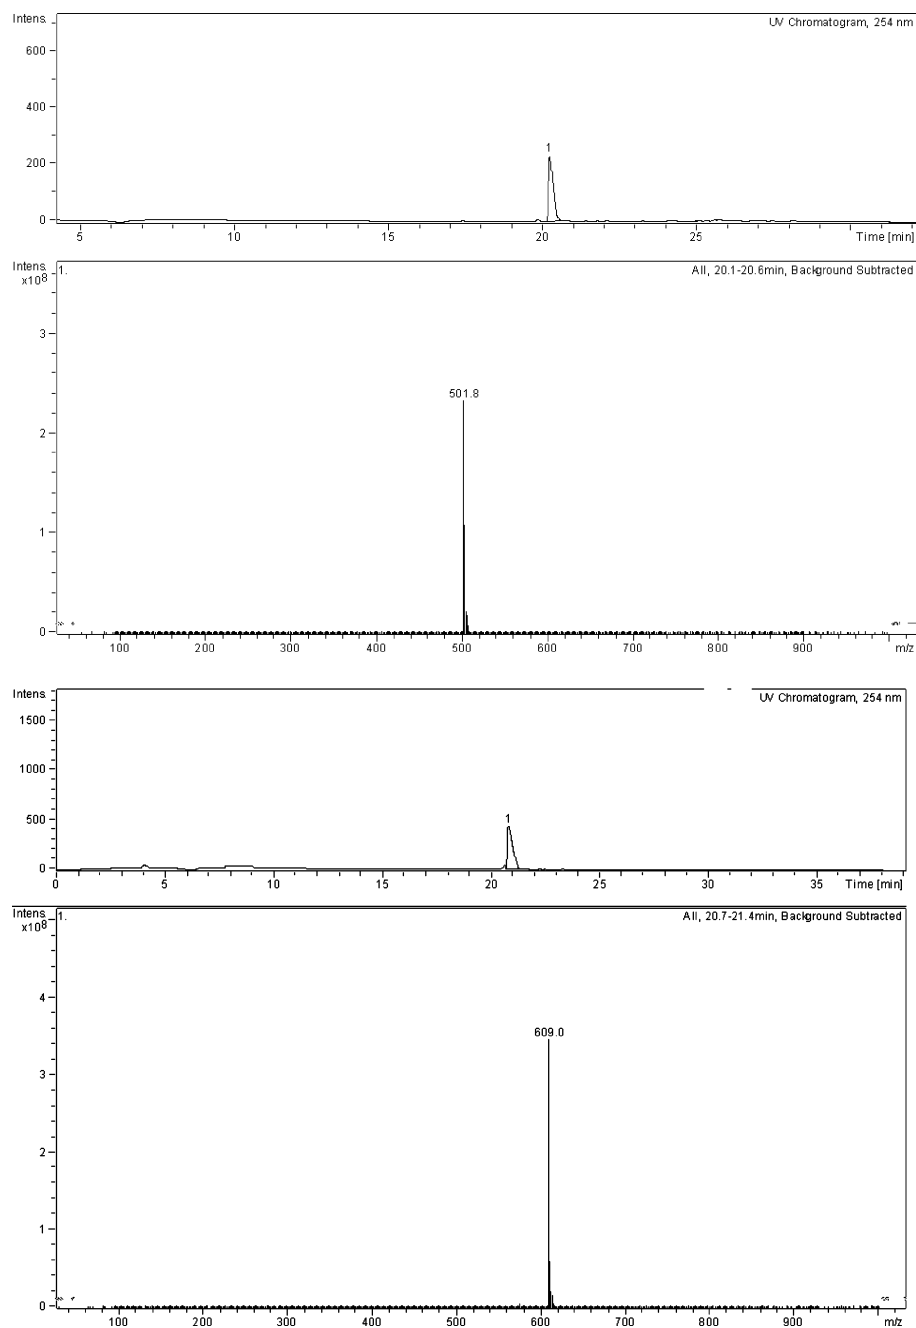 Intens.
UV Chromatogram, 254 nm
600
400
1
200
0
5 10 15 20 25 Time [min]
Intens.
x10⁸
1.
All, 20.1-20.6min, Background Subtracted
3
501.8
2
1
0
100 200 300 400 500 600 700 800 900 m/z
Intens.
UV Chromatogram, 254 nm
1500
1000
1
500
0
0 5 10 15 20 25 30 35 Time [min]
Intens.
x10⁸
1.
All, 20.7-21.4min, Background Subtracted
4
609.0
3
2
1
0
100 200 300 400 500 600 700 800 900 m/z